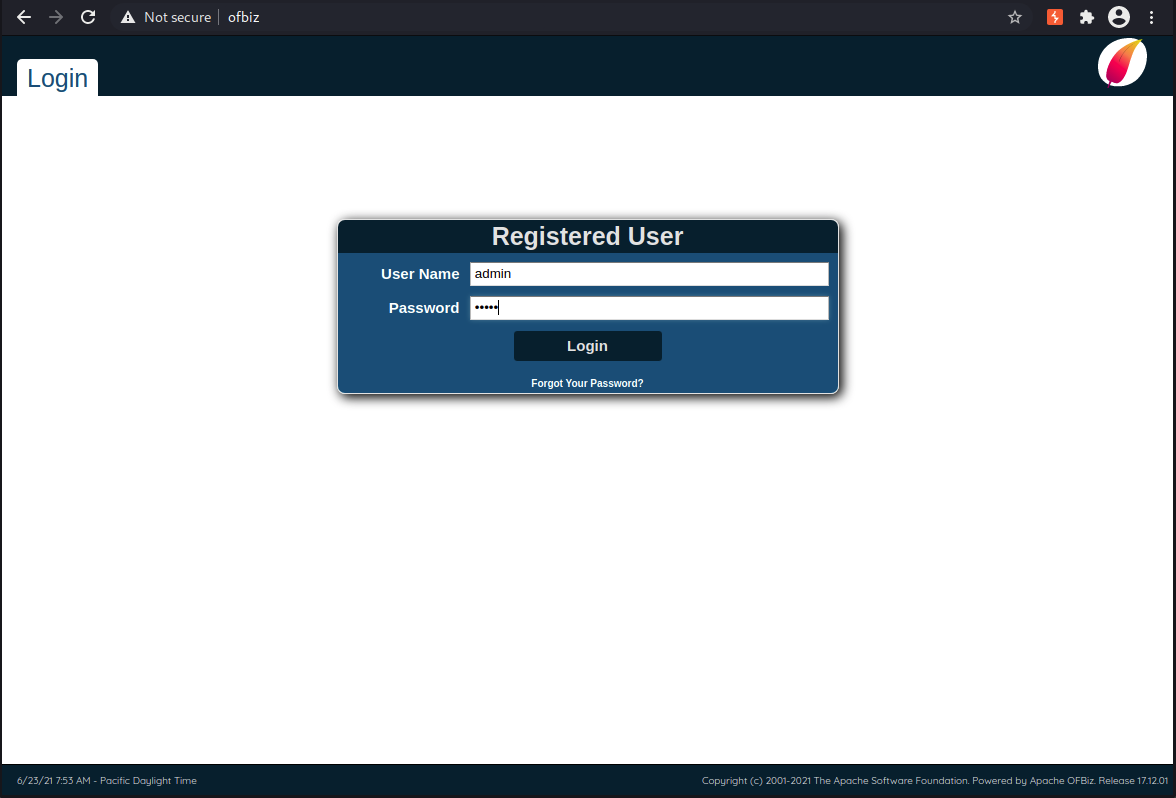 Not secure | ofbiz
Login
Registered User
User Name admin
Password •••••
Login
Forgot Your Password?
6/23/21 7:53 AM - Pacific Daylight Time
Copyright (c) 2001-2021 The Apache Software Foundation. Powered by Apache OFBiz. Release 17.12.01